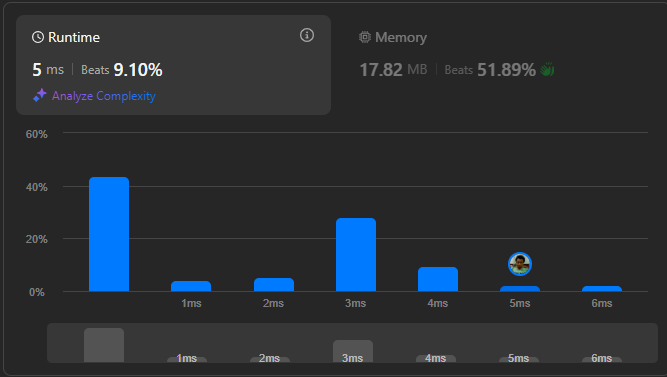 Runtime
5 ms | Beats 9.10%
Analyze Complexity
Memory
17.82 MB | Beats 51.89%
60%
40%
20%
0%
1ms 2ms 3ms 4ms 5ms 6ms
1ms 2ms 3ms 4ms 5ms 6ms